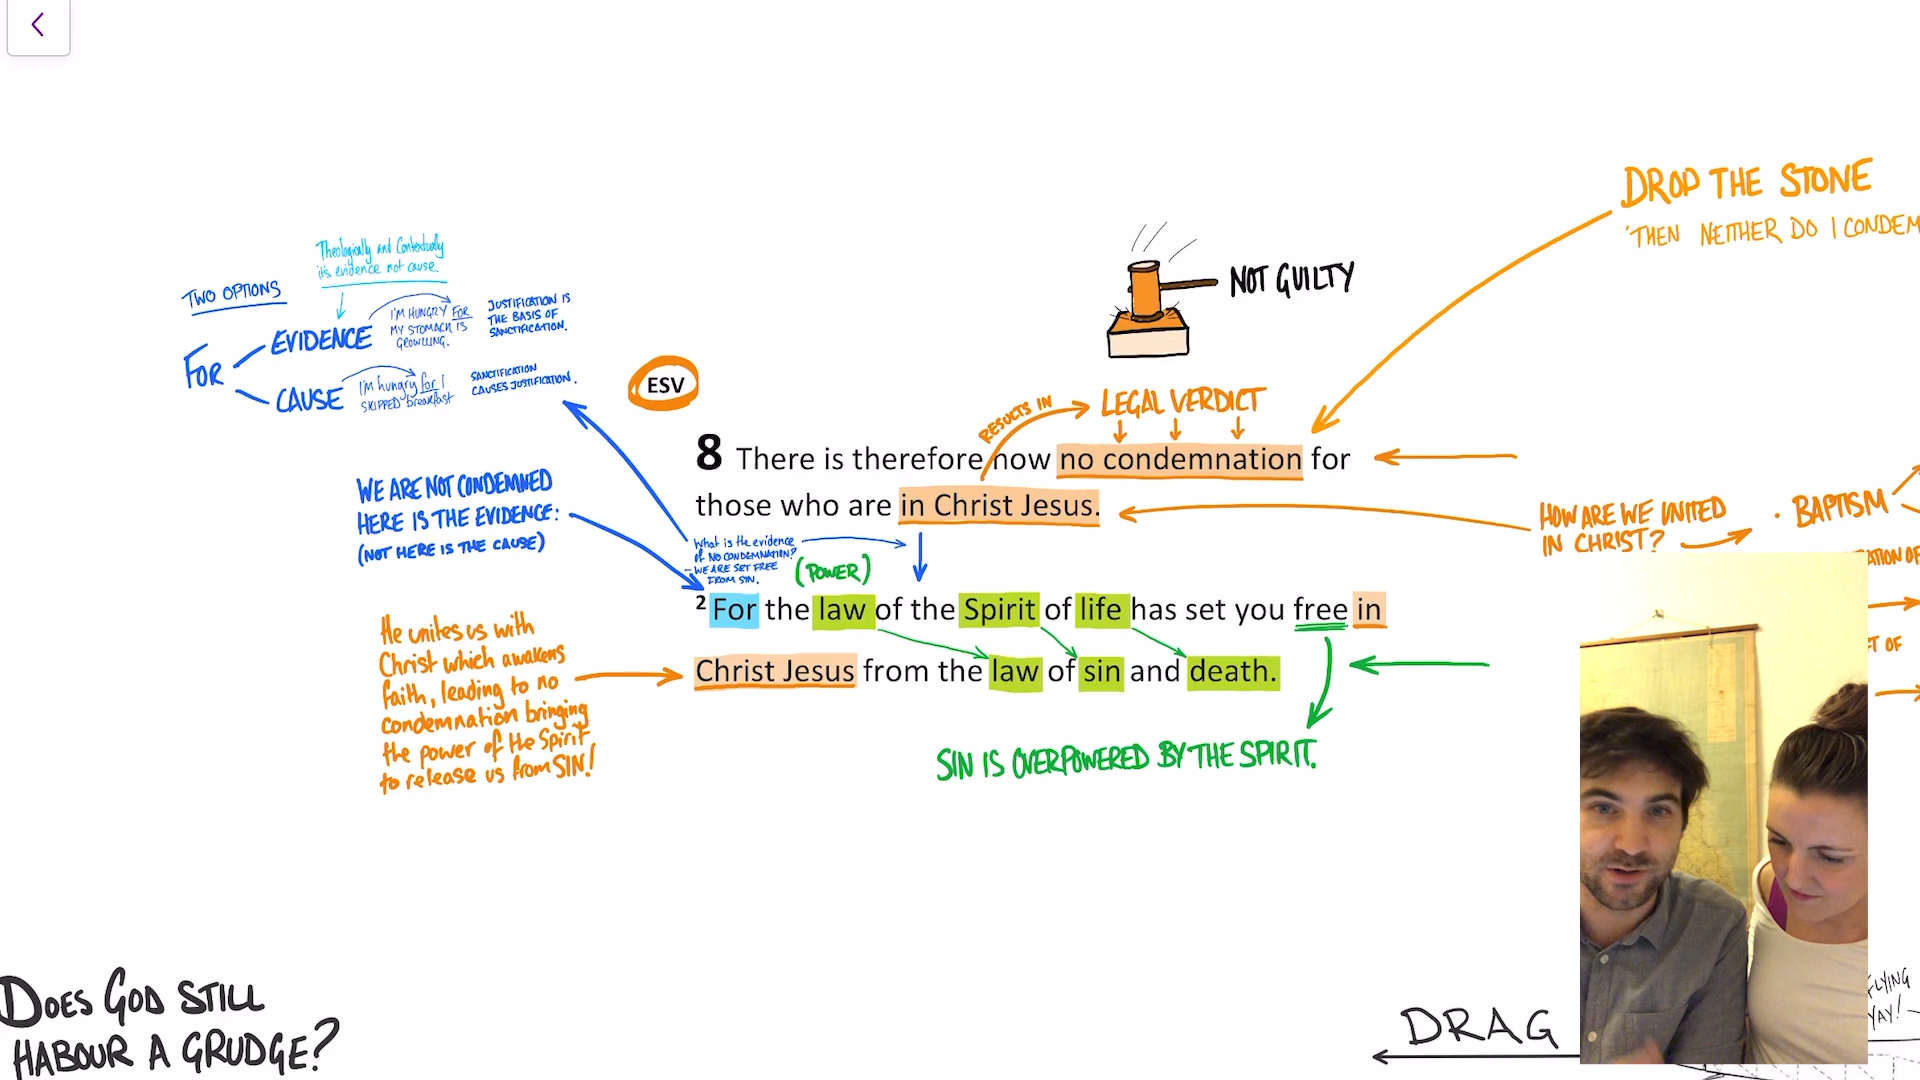 DROP THE STONE
'THEN NEITHER DO I CONDEM
Theologically and Contextually
it's evidence not cause.
TWO OPTIONS
FOR
EVIDENCE
I'M HUNGRY FOR
MY STOMACH IS
GROWLING.
JUSTIFICATION IS
THE BASIS OF
SANCTIFICATION.
CAUSE
I'm hungry for I
SKIPPED breakfast
SANCTIFICATION
CAUSES JUSTIFICATION.
NOT GUILTY
ESV
RESULTS IN
LEGAL VERDICT
8 There is therefore now no condemnation for
those who are in Christ Jesus.
WE ARE NOT CONDEMNED
HERE IS THE EVIDENCE:
(NOT HERE IS THE CAUSE)
What is the evidence
of NO CONDEMNATION?
- WE ARE SET FREE
FROM SIN.
(POWER)
HOW ARE WE UNITED
IN CHRIST?
· BAPTISM
2 For the law of the Spirit of life has set you free in
Christ Jesus from the law of sin and death.
He unites us with
Christ which awakens
faith, leading to no
condemnation bringing
the power of the Spirit
to release us from SIN!
SIN IS OVERPOWERED BY THE SPIRIT.
DOES GOD STILL
HABOUR A GRUDGE?
DRAG
FLYING
YAY!